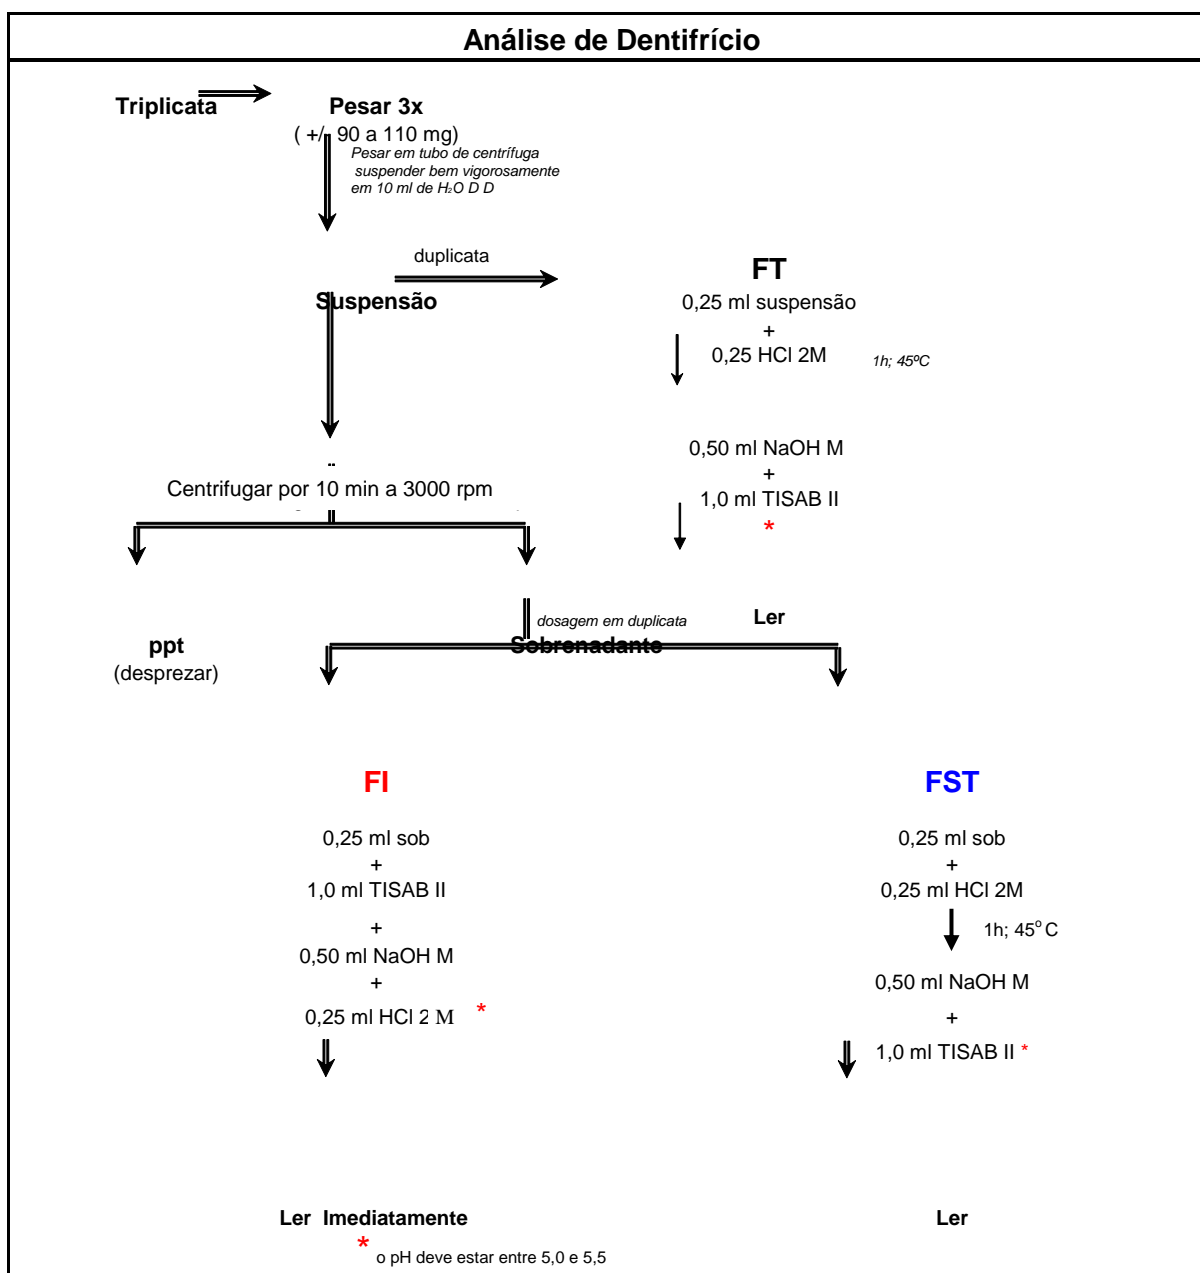 Análise de Dentifrício
Triplicata
Pesar 3x
( +/- 90 a 110 mg)
Pesar em tubo de centrífuga
suspender bem vigorosamente
em 10 ml de H₂O D D
duplicata
Suspensão
FT
0,25 ml suspensão
+
0,25 HCl 2M
1h; 45ºC
0,50 ml NaOH M
+
1,0 ml TISAB II
*
Ler
Centrifugar por 10 min a 3000 rpm
ppt
(desprezar)
dosagem em duplicata
Sobrenadante
FI
0,25 ml sob
+
1,0 ml TISAB II
+
0,50 ml NaOH M
+
0,25 ml HCl 2 M *
Ler Imediatamente
FST
0,25 ml sob
+
0,25 ml HCl 2M
1h; 45° C
0,50 ml NaOH M
+
1,0 ml TISAB II *
Ler
* o pH deve estar entre 5,0 e 5,5